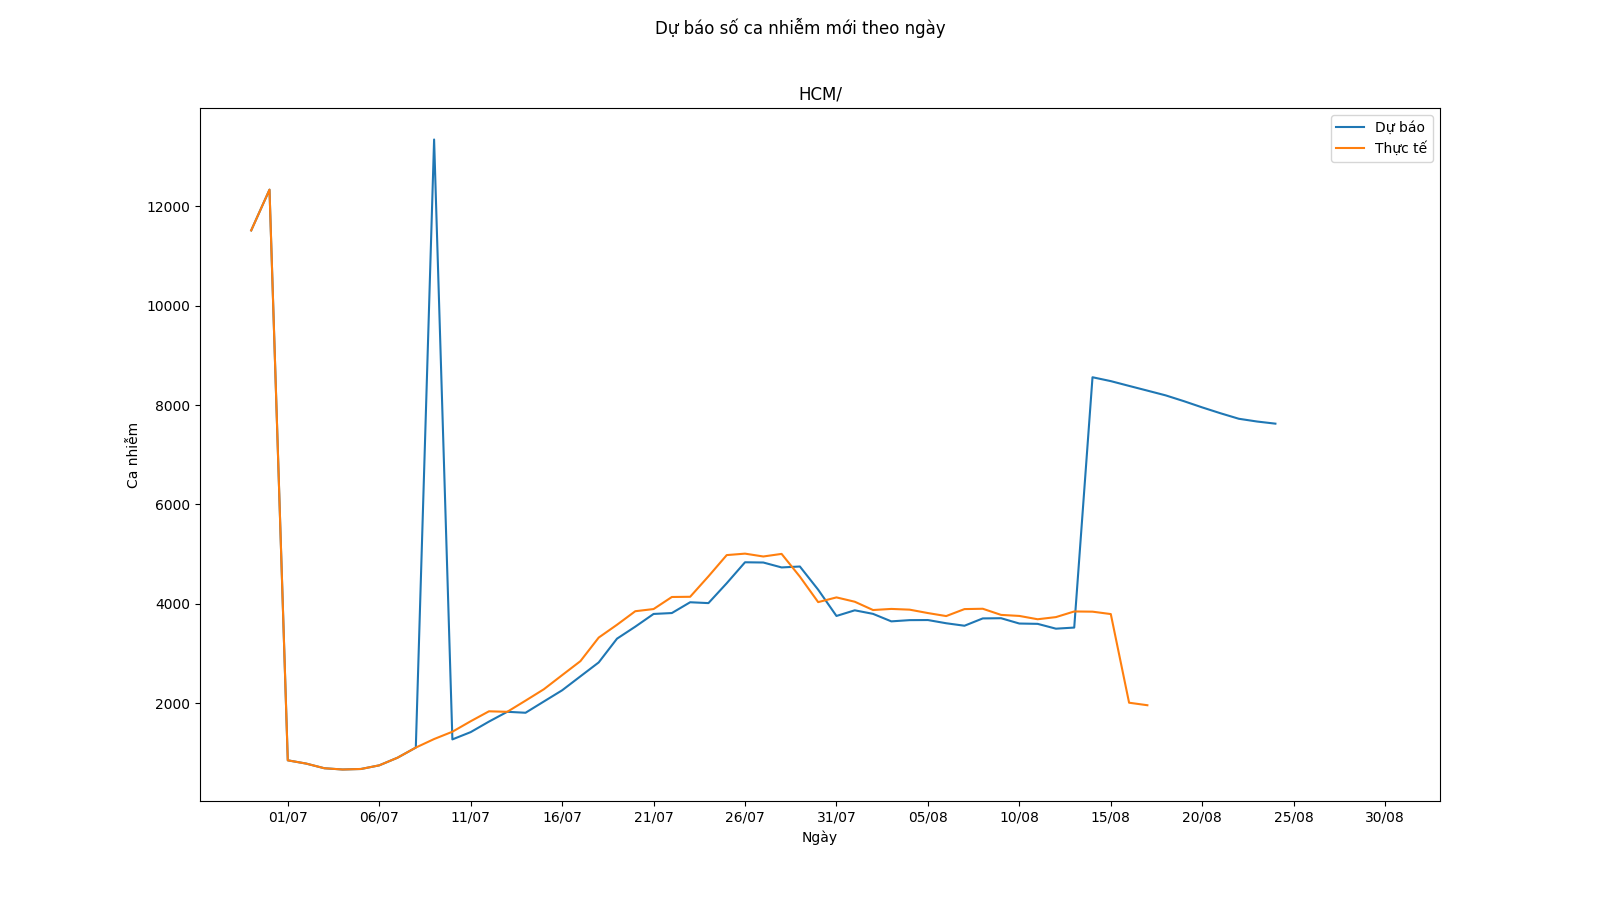 Dự báo số ca nhiễm mới theo ngày
HCM/
Dự báo
Thực tế
12000
10000
8000
6000
4000
2000
Ca nhiễm
01/07 06/07 11/07 16/07 21/07 26/07 31/07 05/08 10/08 15/08 20/08 25/08 30/08
Ngày